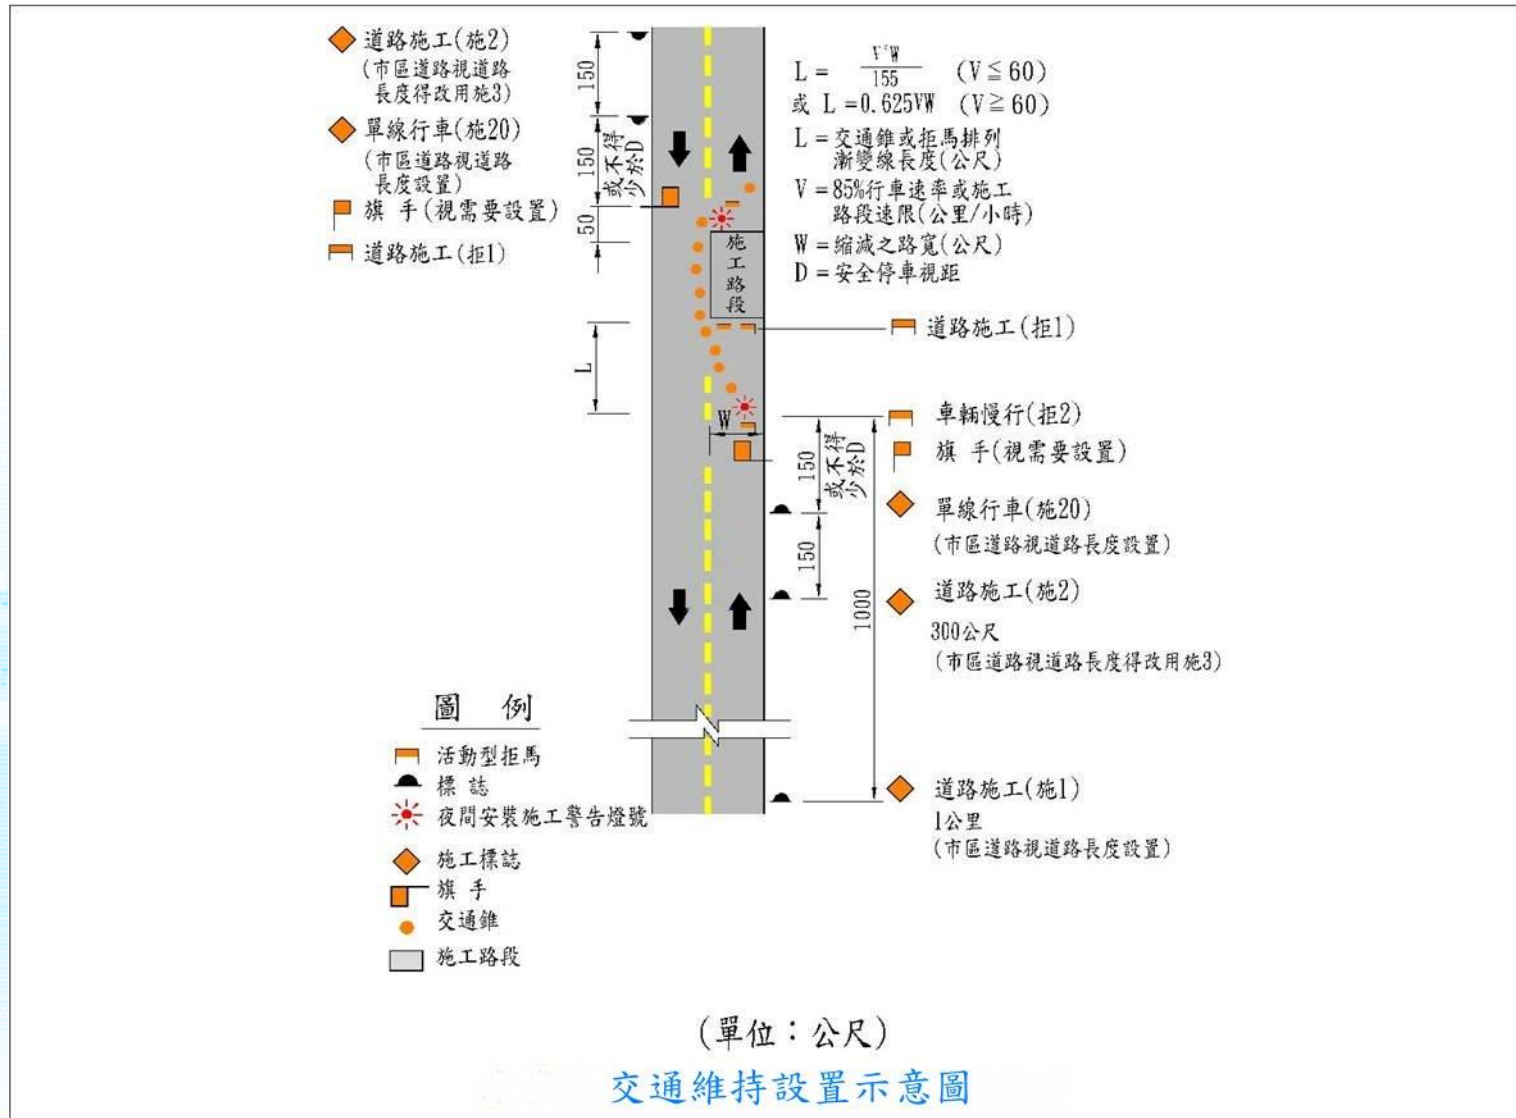 道路施工(施2)
(市區道路視道路
長度得改用施3)
單線行車(施20)
(市區道路視道路
長度設置)
旗 手(視需要設置)
道路施工(拒1)
150
150
或不得
少於D
50
L
施
工
路
段
W
L = V²W/155 (V≦60)
或 L=0.625VW (V≧60)
L=交通錐或拒馬排列
漸變線長度(公尺)
V=85%行車速率或施工
路段速限(公里/小時)
W=縮減之路寬(公尺)
D=安全停車視距
道路施工(拒1)
車輛慢行(拒2)
旗 手(視需要設置)
單線行車(施20)
(市區道路視道路長度設置)
道路施工(施2)
300公尺
(市區道路視道路長度得改用施3)
道路施工(施1)
1公里
(市區道路視道路長度設置)
150
或不得
少於D
150
1000
圖 例
活動型拒馬
標 誌
夜間安裝施工警告燈號
施工標誌
旗 手
交通錐
施工路段
(單位：公尺)
交通維持設置示意圖